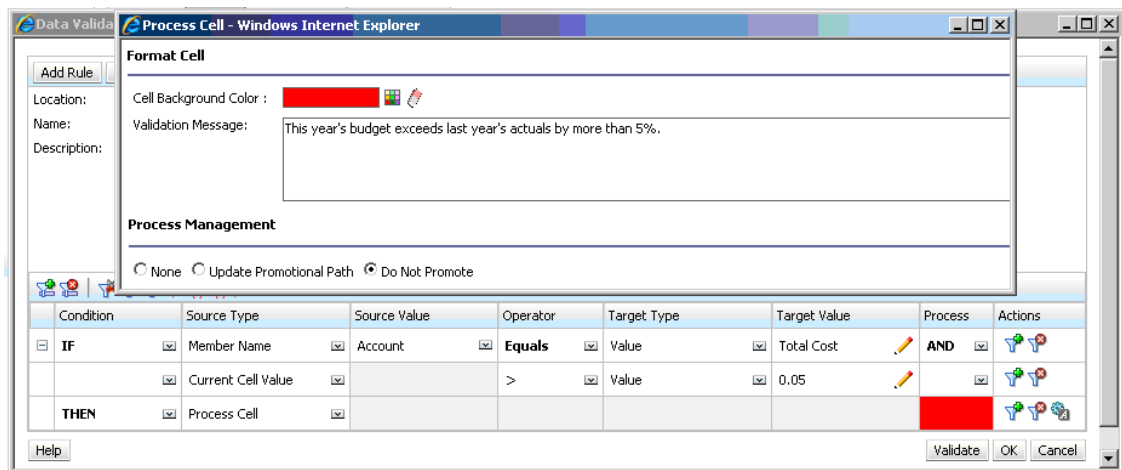 Data Valida
Process Cell - Windows Internet Explorer
Format Cell
Add Rule
Location:
Cell Background Color :
Name:
Validation Message:
This year's budget exceeds last year's actuals by more than 5%.
Description:
Process Management
None Update Promotional Path Do Not Promote
Condition Source Type Source Value Operator Target Type Target Value Process Actions
IF Member Name Account Equals Value Total Cost AND
Current Cell Value > Value 0.05
THEN Process Cell
Help Validate OK Cancel